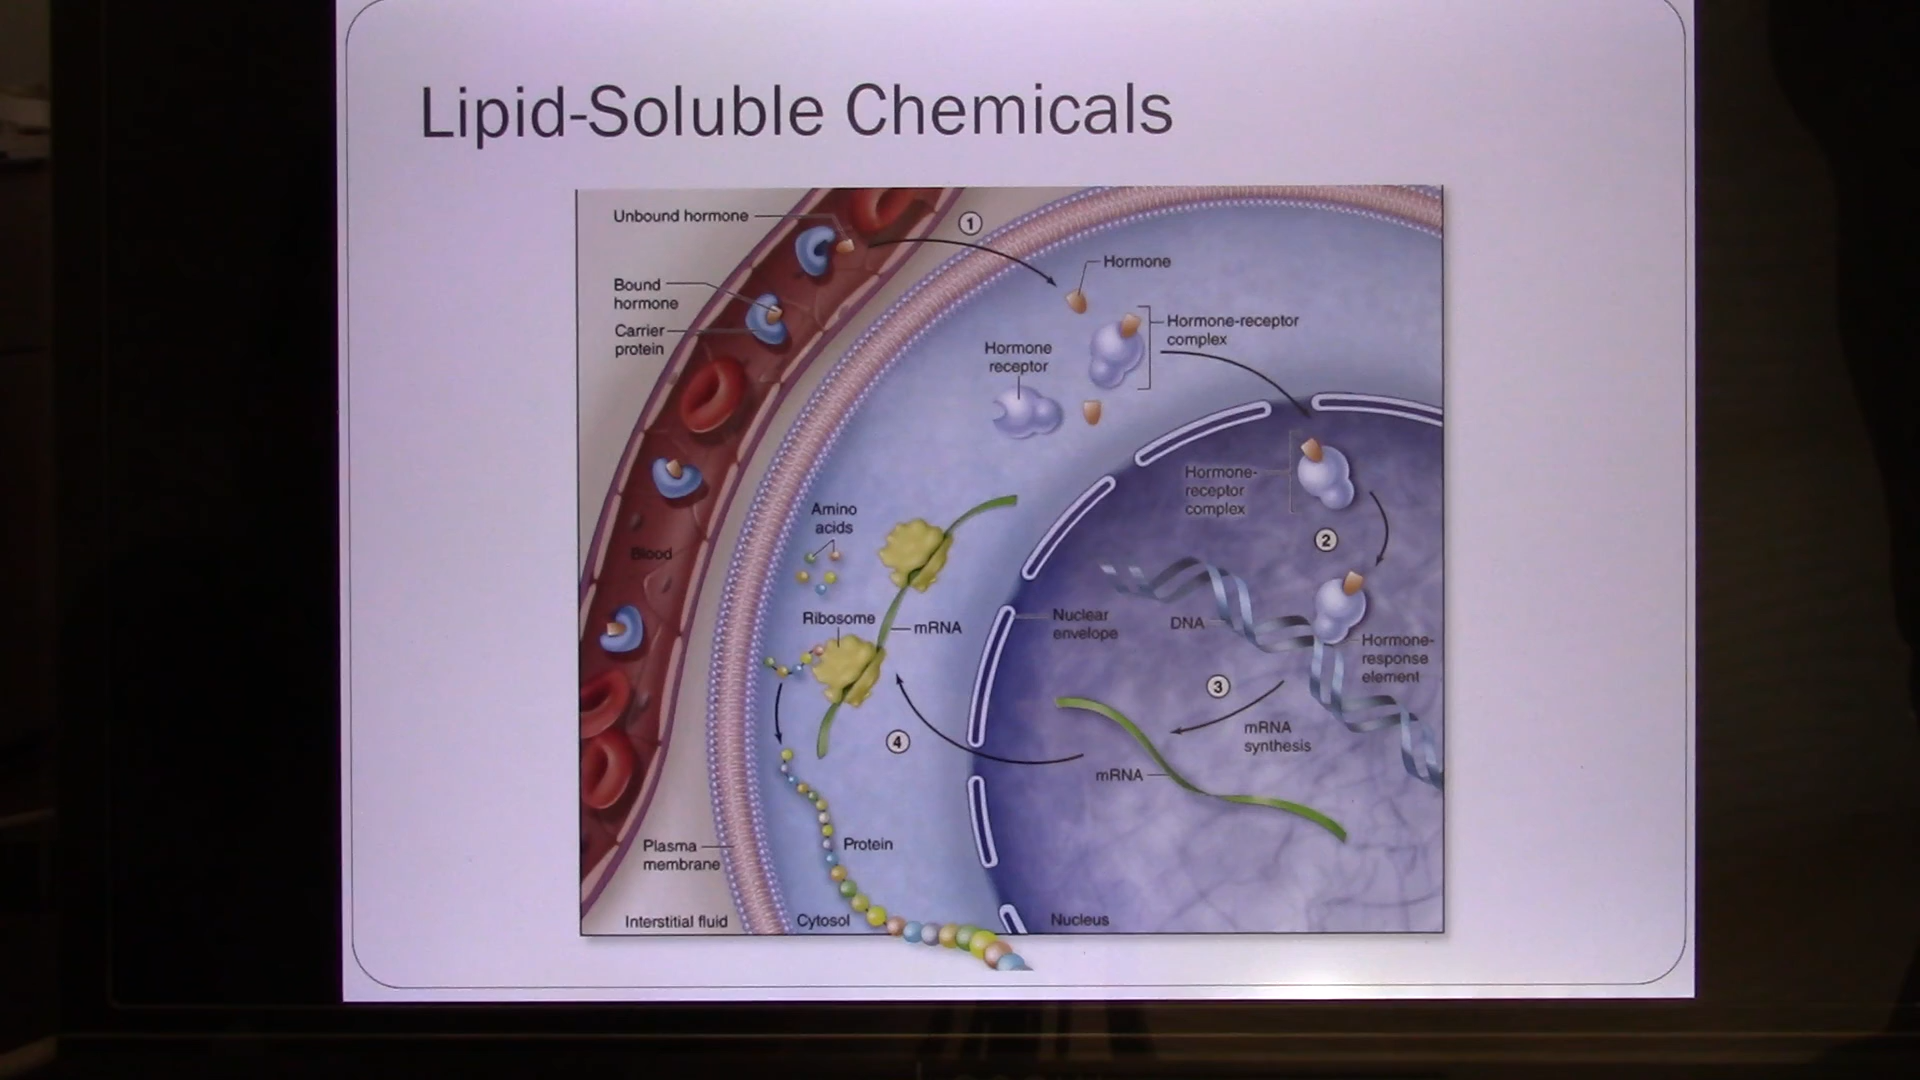 Lipid-Soluble Chemicals
Unbound hormone
1
Hormone
Bound
hormone
Carrier
protein
Hormone-receptor
complex
Hormone
receptor
Hormone-
receptor
complex
2
Amino
acids
Blood
Ribosome
mRNA
Nuclear
envelope
DNA
Hormone-
response
element
3
mRNA
synthesis
4
mRNA
Plasma
membrane
Protein
Interstitial fluid
Cytosol
Nucleus